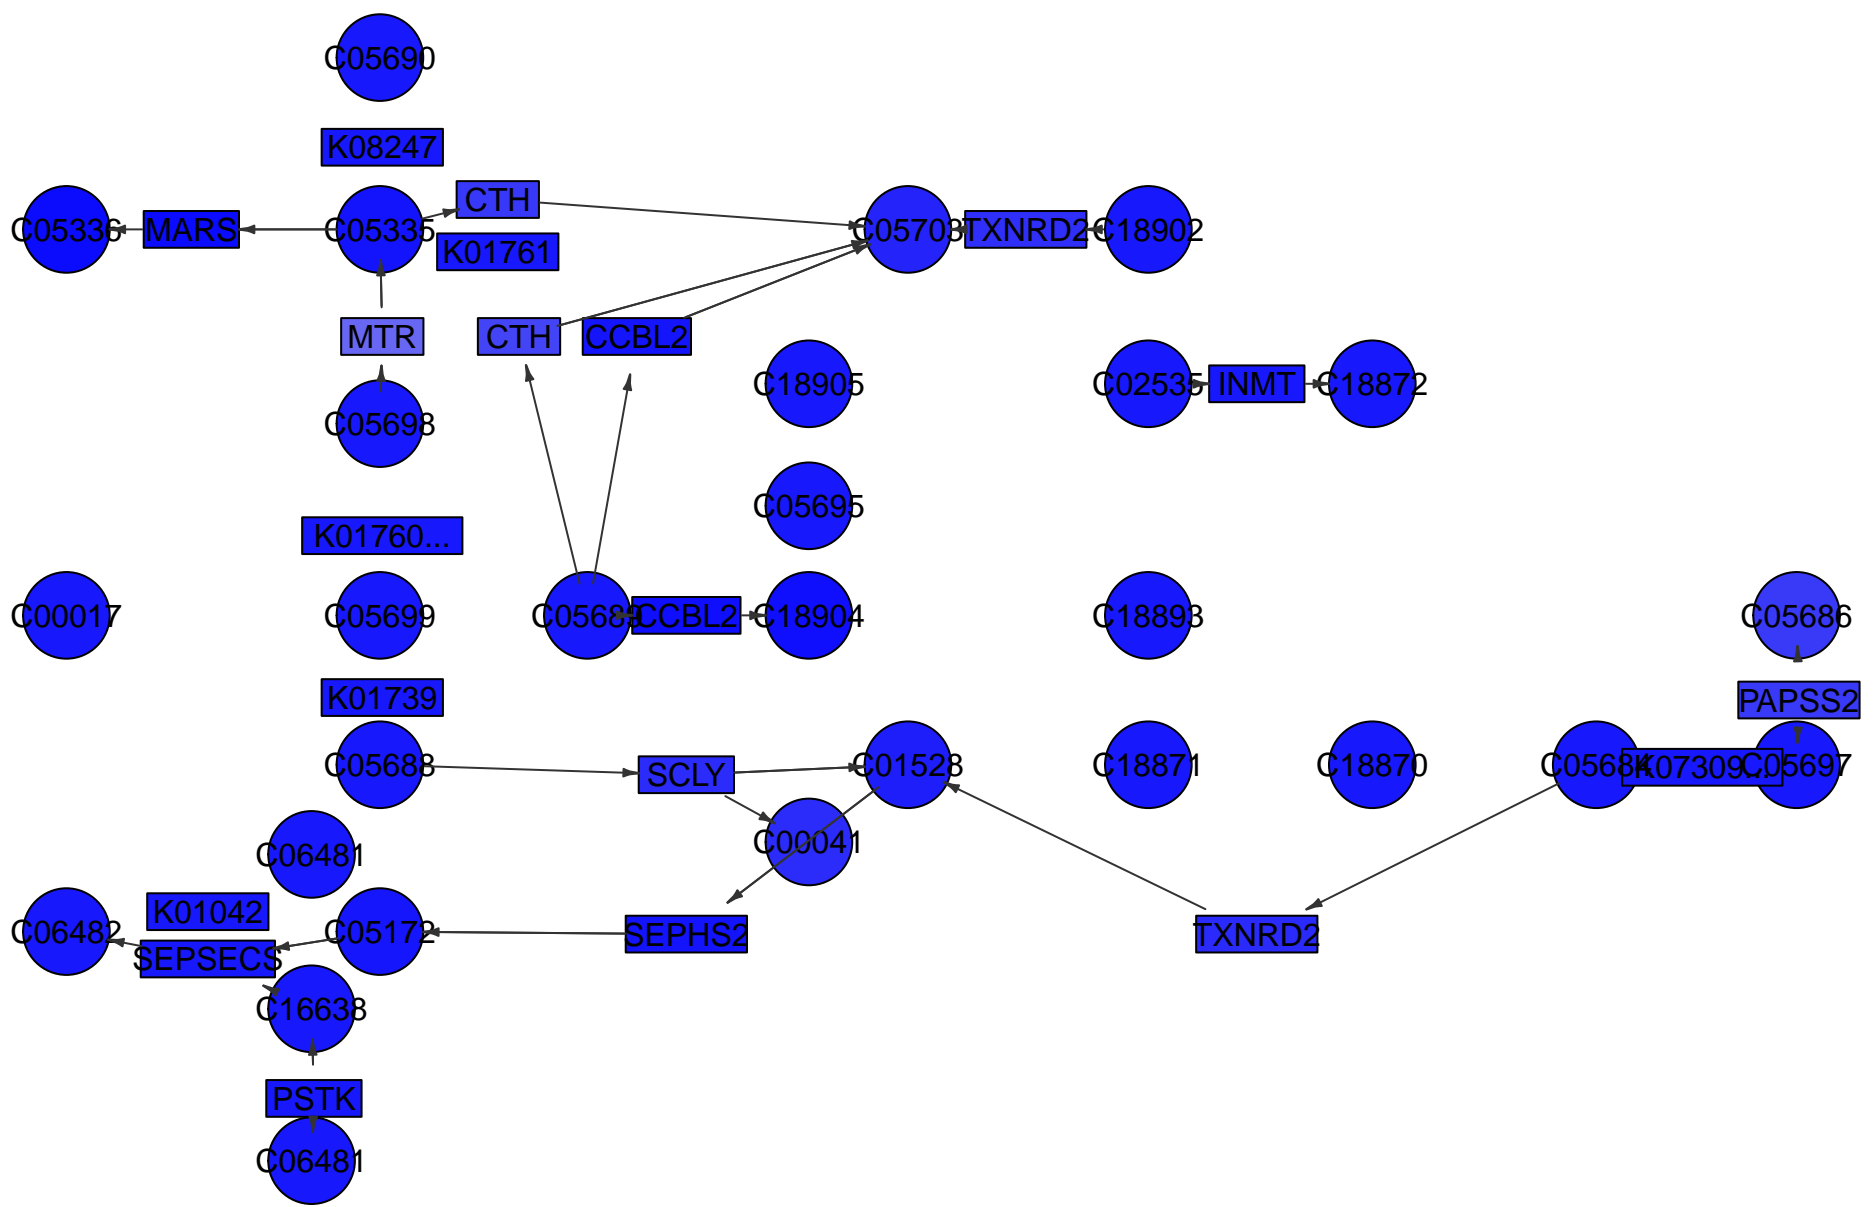 C05690
K08247
CTH
C05336
MARS
C05335
C05703
TXNRD2
C18902
K01761
MTR
CTH
CCBL2
C18905
C02535
INMT
C18872
C05698
C05695
K01760...
C00017
C05699
C05689
CCBL2
C18904
C18893
C05686
K01739
PAPSS2
C05688
SCLY
C01528
C18871
C18870
C05684
K07309...
C05697
C00041
C06481
K01042
C06482
C05172
SEPHS2
TXNRD2
SEPSECS
C16638
PSTK
C06481